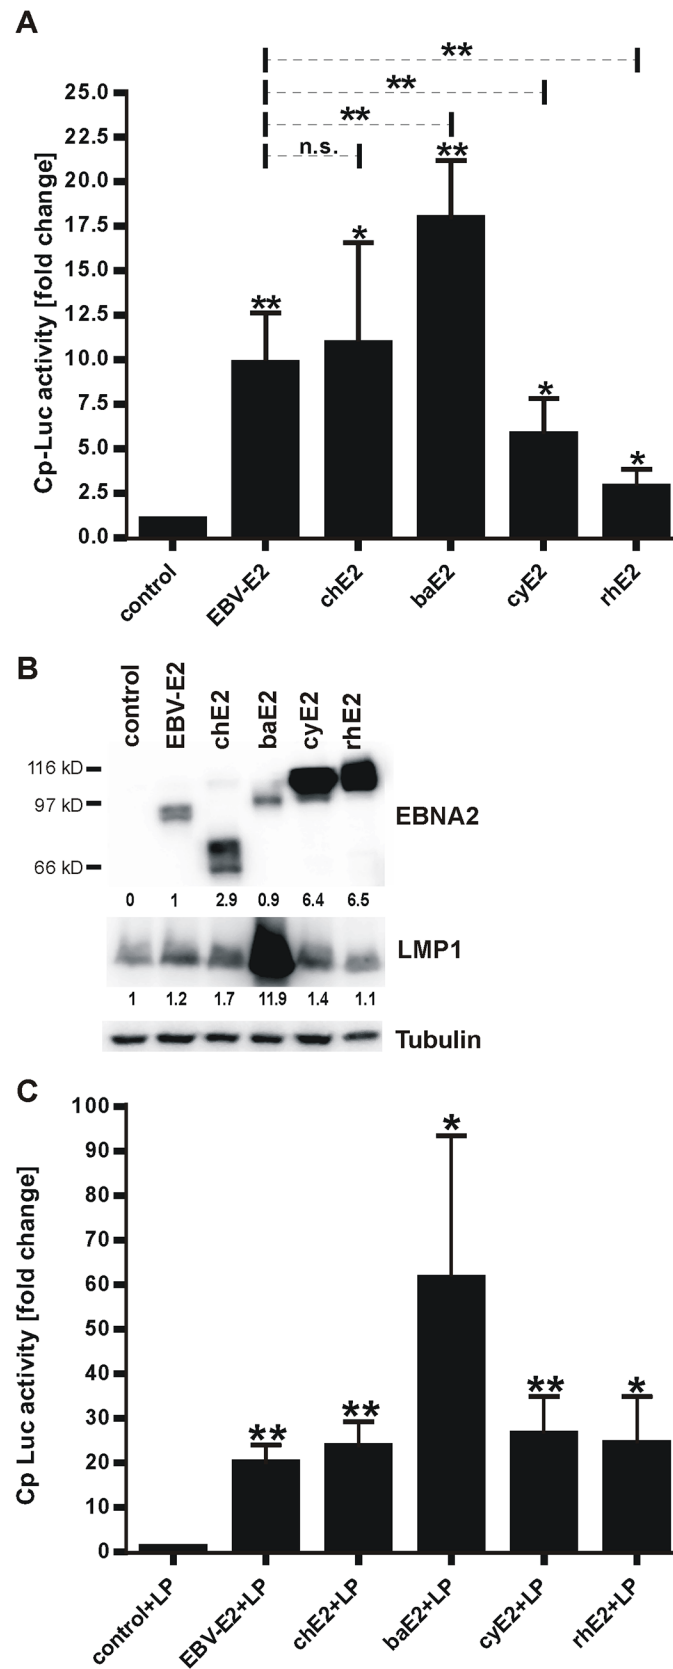 A
**
**
**
n.s.
Cp-Luc activity [fold change]
25.0
22.5
20.0
17.5
15.0
12.5
10.0
7.5
5.0
2.5
0.0
** * ** * *
control EBV-E2 chE2 baE2 cyE2 rhE2
B
control EBV-E2 chE2 baE2 cyE2 rhE2
116 kD
97 kD
66 kD
EBNA2
0 1 2.9 0.9 6.4 6.5
LMP1
1 1.2 1.7 11.9 1.4 1.1
Tubulin
C
Cp Luc activity [fold change]
100
90
80
70
60
50
40
30
20
10
0
** ** * ** *
control+LP EBV-E2+LP chE2+LP baE2+LP cyE2+LP rhE2+LP